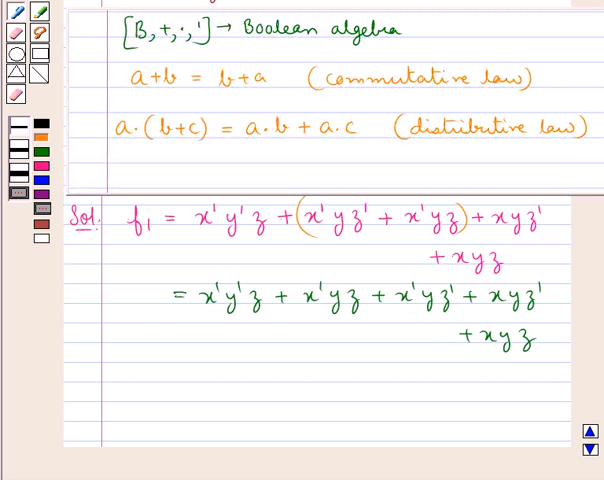 [B, +, ·, '] → Boolean algebra
a+b = b+a (commutative law)
a·(b+c) = a·b + a·c (distributive law)
Sol. f₁ = x'y'z + (x'yz' + x'yz) + xyz'
+ xyz
= x'y'z + x'yz + x'yz' + xyz'
+ xyz